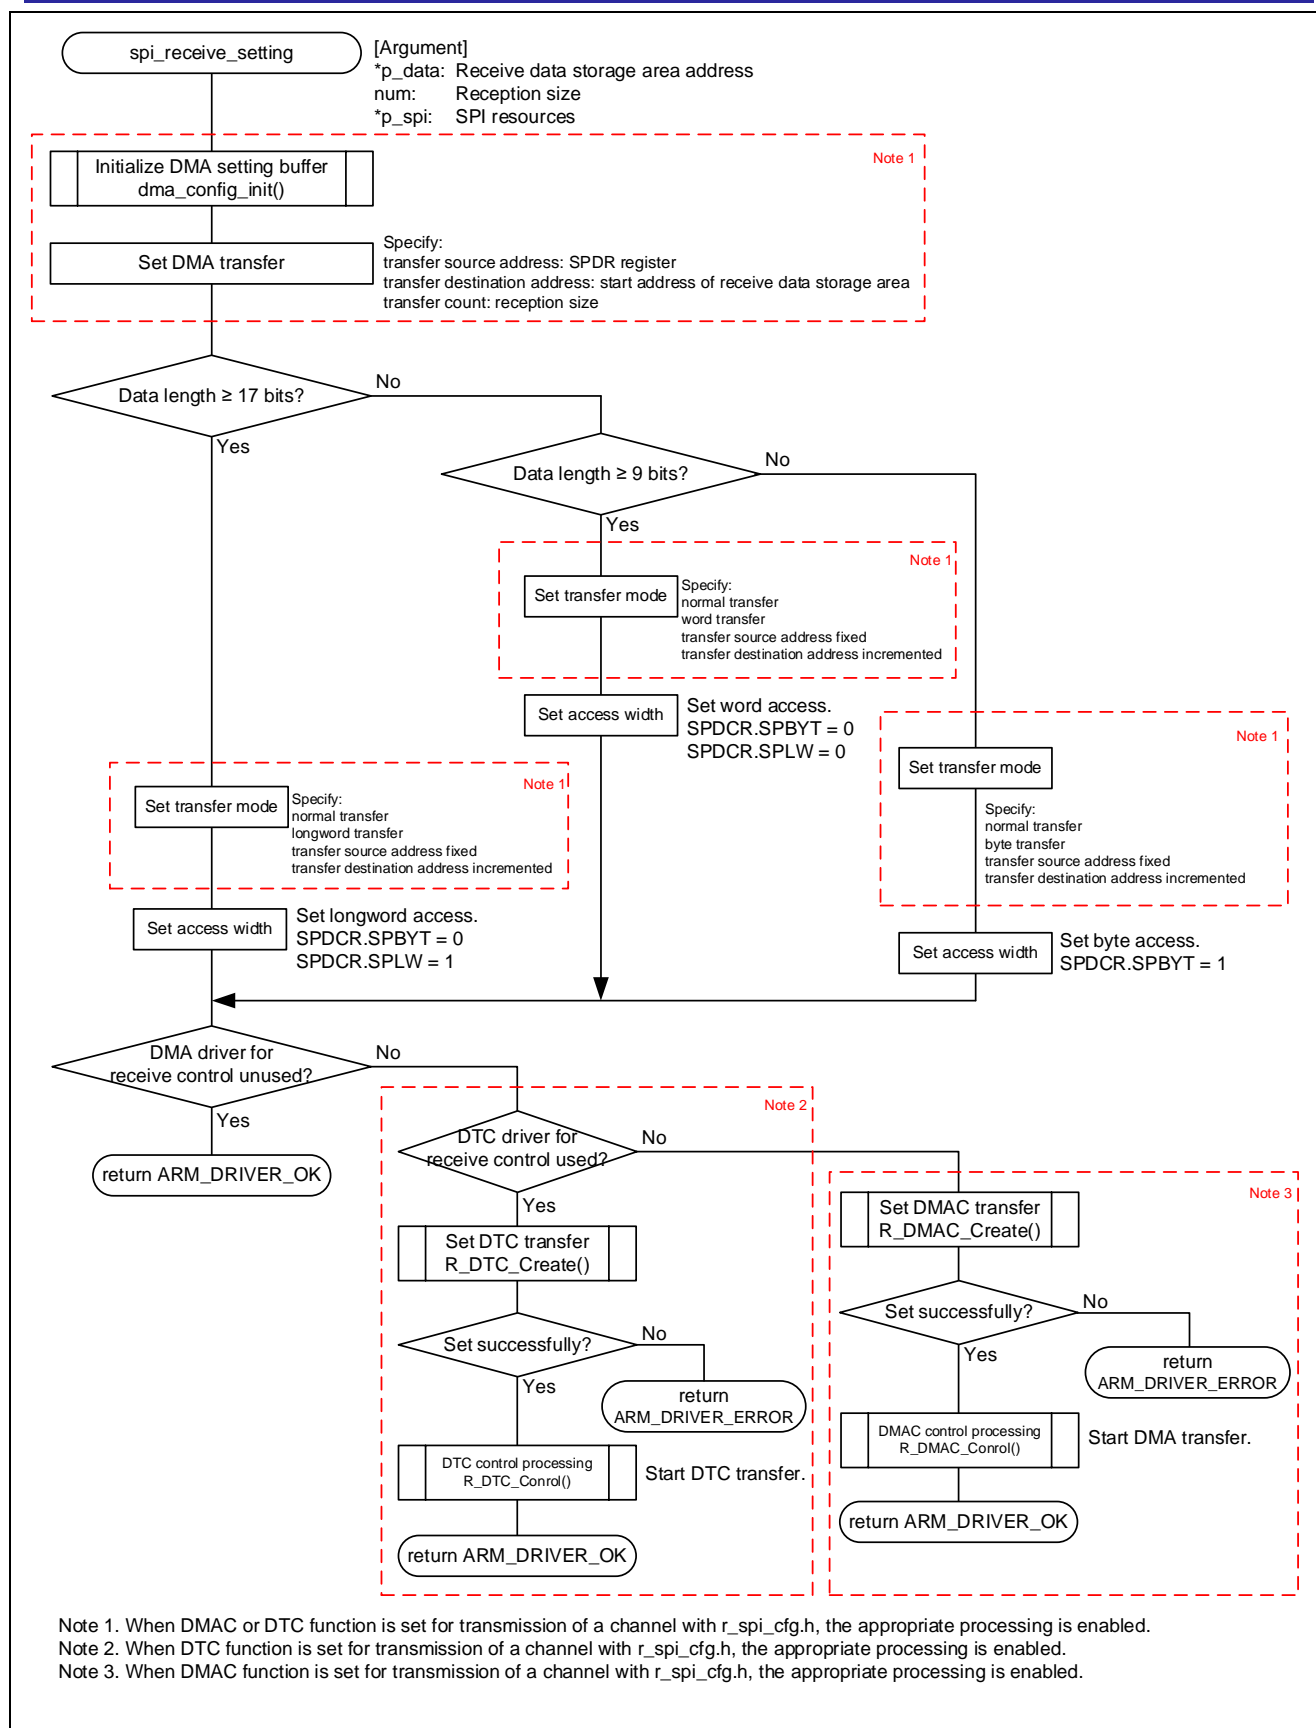 spi_receive_setting
[Argument]
*p_data: Receive data storage area address
num: Reception size
*p_spi: SPI resources
Note 1
Initialize DMA setting buffer
dma_config_init()
Set DMA transfer
Specify:
transfer source address: SPDR register
transfer destination address: start address of receive data storage area
transfer count: reception size
Data length ≥ 17 bits?
No
Yes
Data length ≥ 9 bits?
No
Yes
Note 1
Set transfer mode
Specify:
normal transfer
word transfer
transfer source address fixed
transfer destination address incremented
Set access width
Set word access.
SPDCR.SPBYT = 0
SPDCR.SPLW = 0
Note 1
Set transfer mode
Specify:
normal transfer
byte transfer
transfer source address fixed
transfer destination address incremented
Note 1
Set transfer mode
Specify:
normal transfer
longword transfer
transfer source address fixed
transfer destination address incremented
Set access width
Set longword access.
SPDCR.SPBYT = 0
SPDCR.SPLW = 1
Set access width
Set byte access.
SPDCR.SPBYT = 1
DMA driver for
receive control unused?
No
Yes
return ARM_DRIVER_OK
Note 2
DTC driver for
receive control used?
No
Yes
Set DTC transfer
R_DTC_Create()
Set successfully?
No
Yes
return
ARM_DRIVER_ERROR
DTC control processing
R_DTC_Conrol()
Start DTC transfer.
return ARM_DRIVER_OK
Note 3
Set DMAC transfer
R_DMAC_Create()
Set successfully?
No
Yes
return
ARM_DRIVER_ERROR
DMAC control processing
R_DMAC_Conrol()
Start DMA transfer.
return ARM_DRIVER_OK
Note 1. When DMAC or DTC function is set for transmission of a channel with r_spi_cfg.h, the appropriate processing is enabled.
Note 2. When DTC function is set for transmission of a channel with r_spi_cfg.h, the appropriate processing is enabled.
Note 3. When DMAC function is set for transmission of a channel with r_spi_cfg.h, the appropriate processing is enabled.